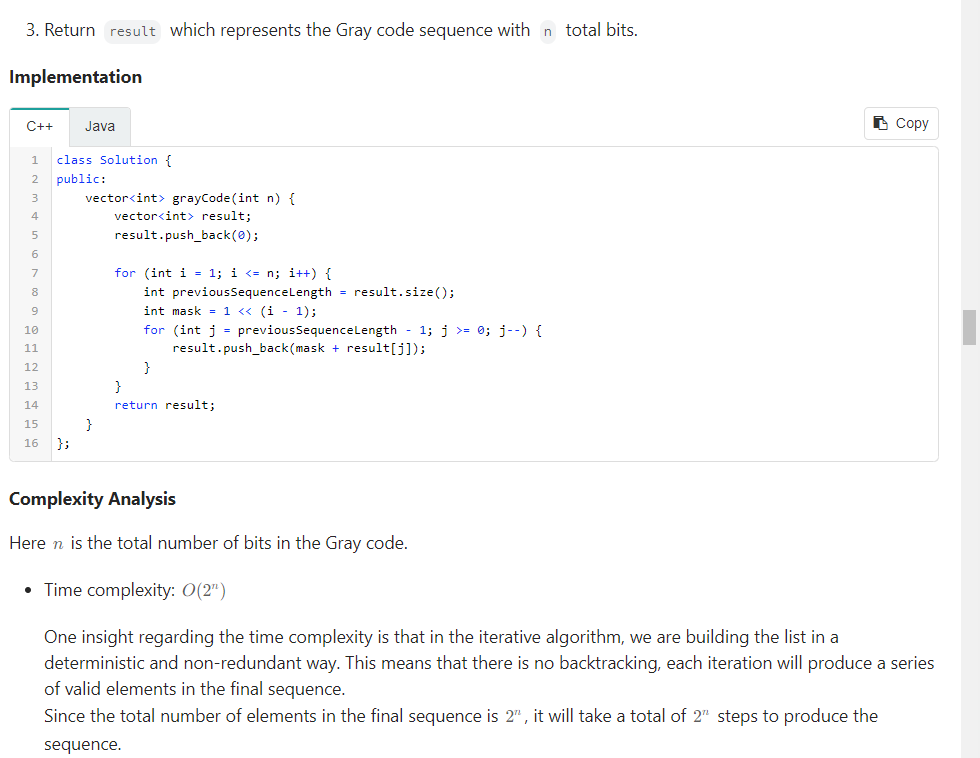 3. Return result which represents the Gray code sequence with n total bits.
Implementation
C++ Java Copy
1 class Solution {
2 public:
3 vector<int> grayCode(int n) {
4 vector<int> result;
5 result.push_back(0);
6
7 for (int i = 1; i <= n; i++) {
8 int previousSequenceLength = result.size();
9 int mask = 1 << (i - 1);
10 for (int j = previousSequenceLength - 1; j >= 0; j--) {
11 result.push_back(mask + result[j]);
12 }
13 }
14 return result;
15 }
16 };
Complexity Analysis
Here n is the total number of bits in the Gray code.
• Time complexity: O(2ⁿ)
One insight regarding the time complexity is that in the iterative algorithm, we are building the list in a
deterministic and non-redundant way. This means that there is no backtracking, each iteration will produce a series
of valid elements in the final sequence.
Since the total number of elements in the final sequence is 2ⁿ, it will take a total of 2ⁿ steps to produce the
sequence.